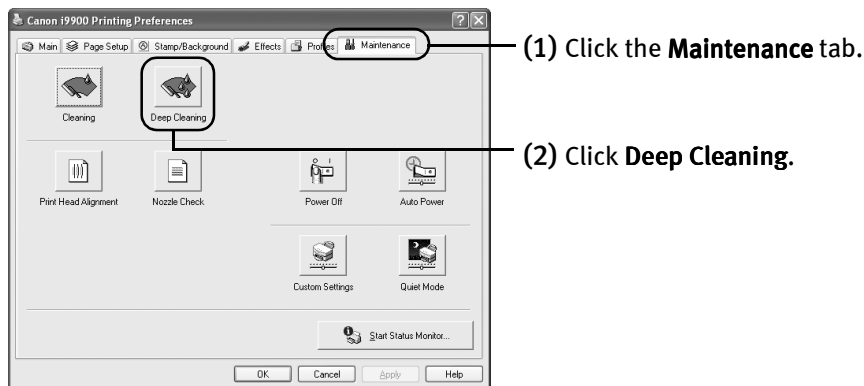 Canon i9900 Printing Preferences
Main Page Setup Stamp/Background Effects Profiles Maintenance
(1) Click the Maintenance tab.
Cleaning Deep Cleaning
(2) Click Deep Cleaning.
Print Head Alignment Nozzle Check Power Off Auto Power
Custom Settings Quiet Mode
Start Status Monitor...
OK Cancel Apply Help